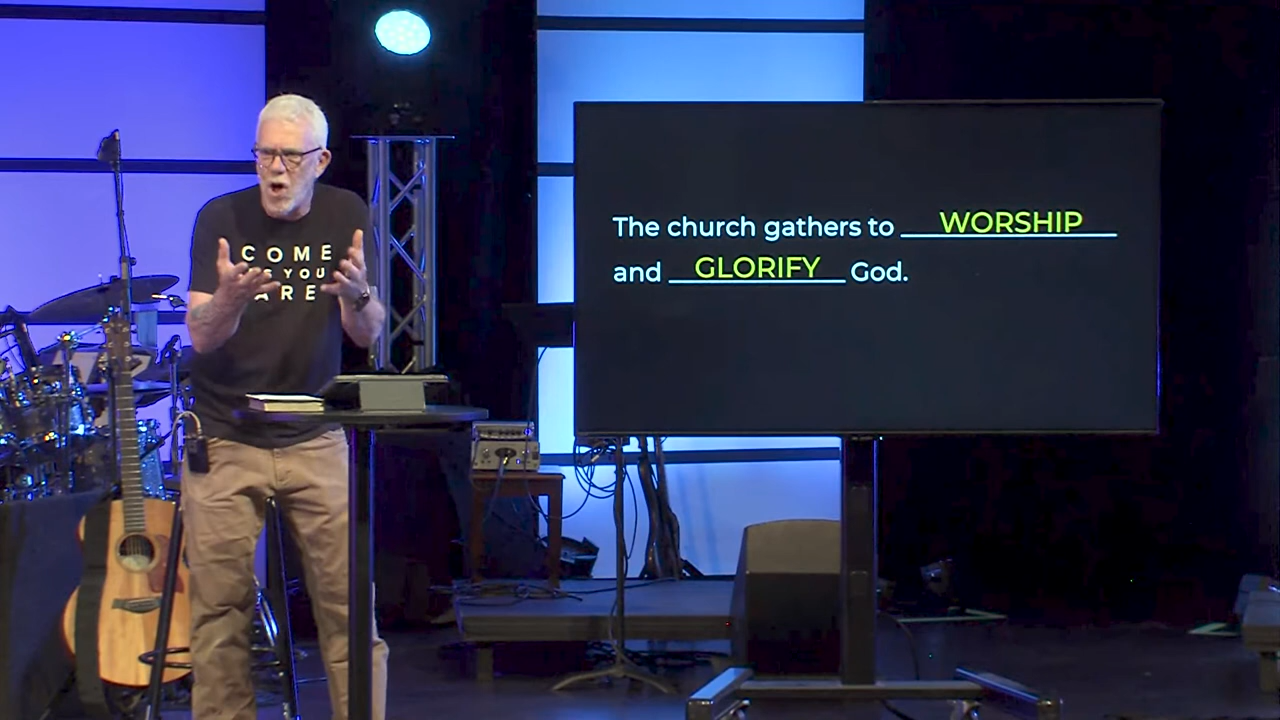 COME
AS YOU
ARE
The church gathers to WORSHIP
and GLORIFY God.